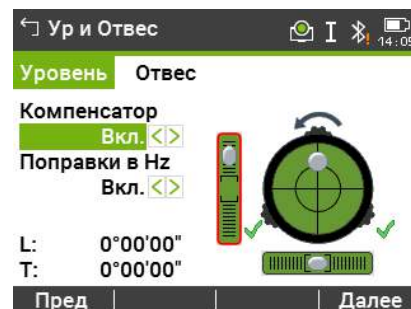 Ур и Отвес
14:05
Уровень Отвес
Компенсатор
Вкл.
Поправки в Hz
Вкл.
L: 0°00'00"
T: 0°00'00"
Пред Далее